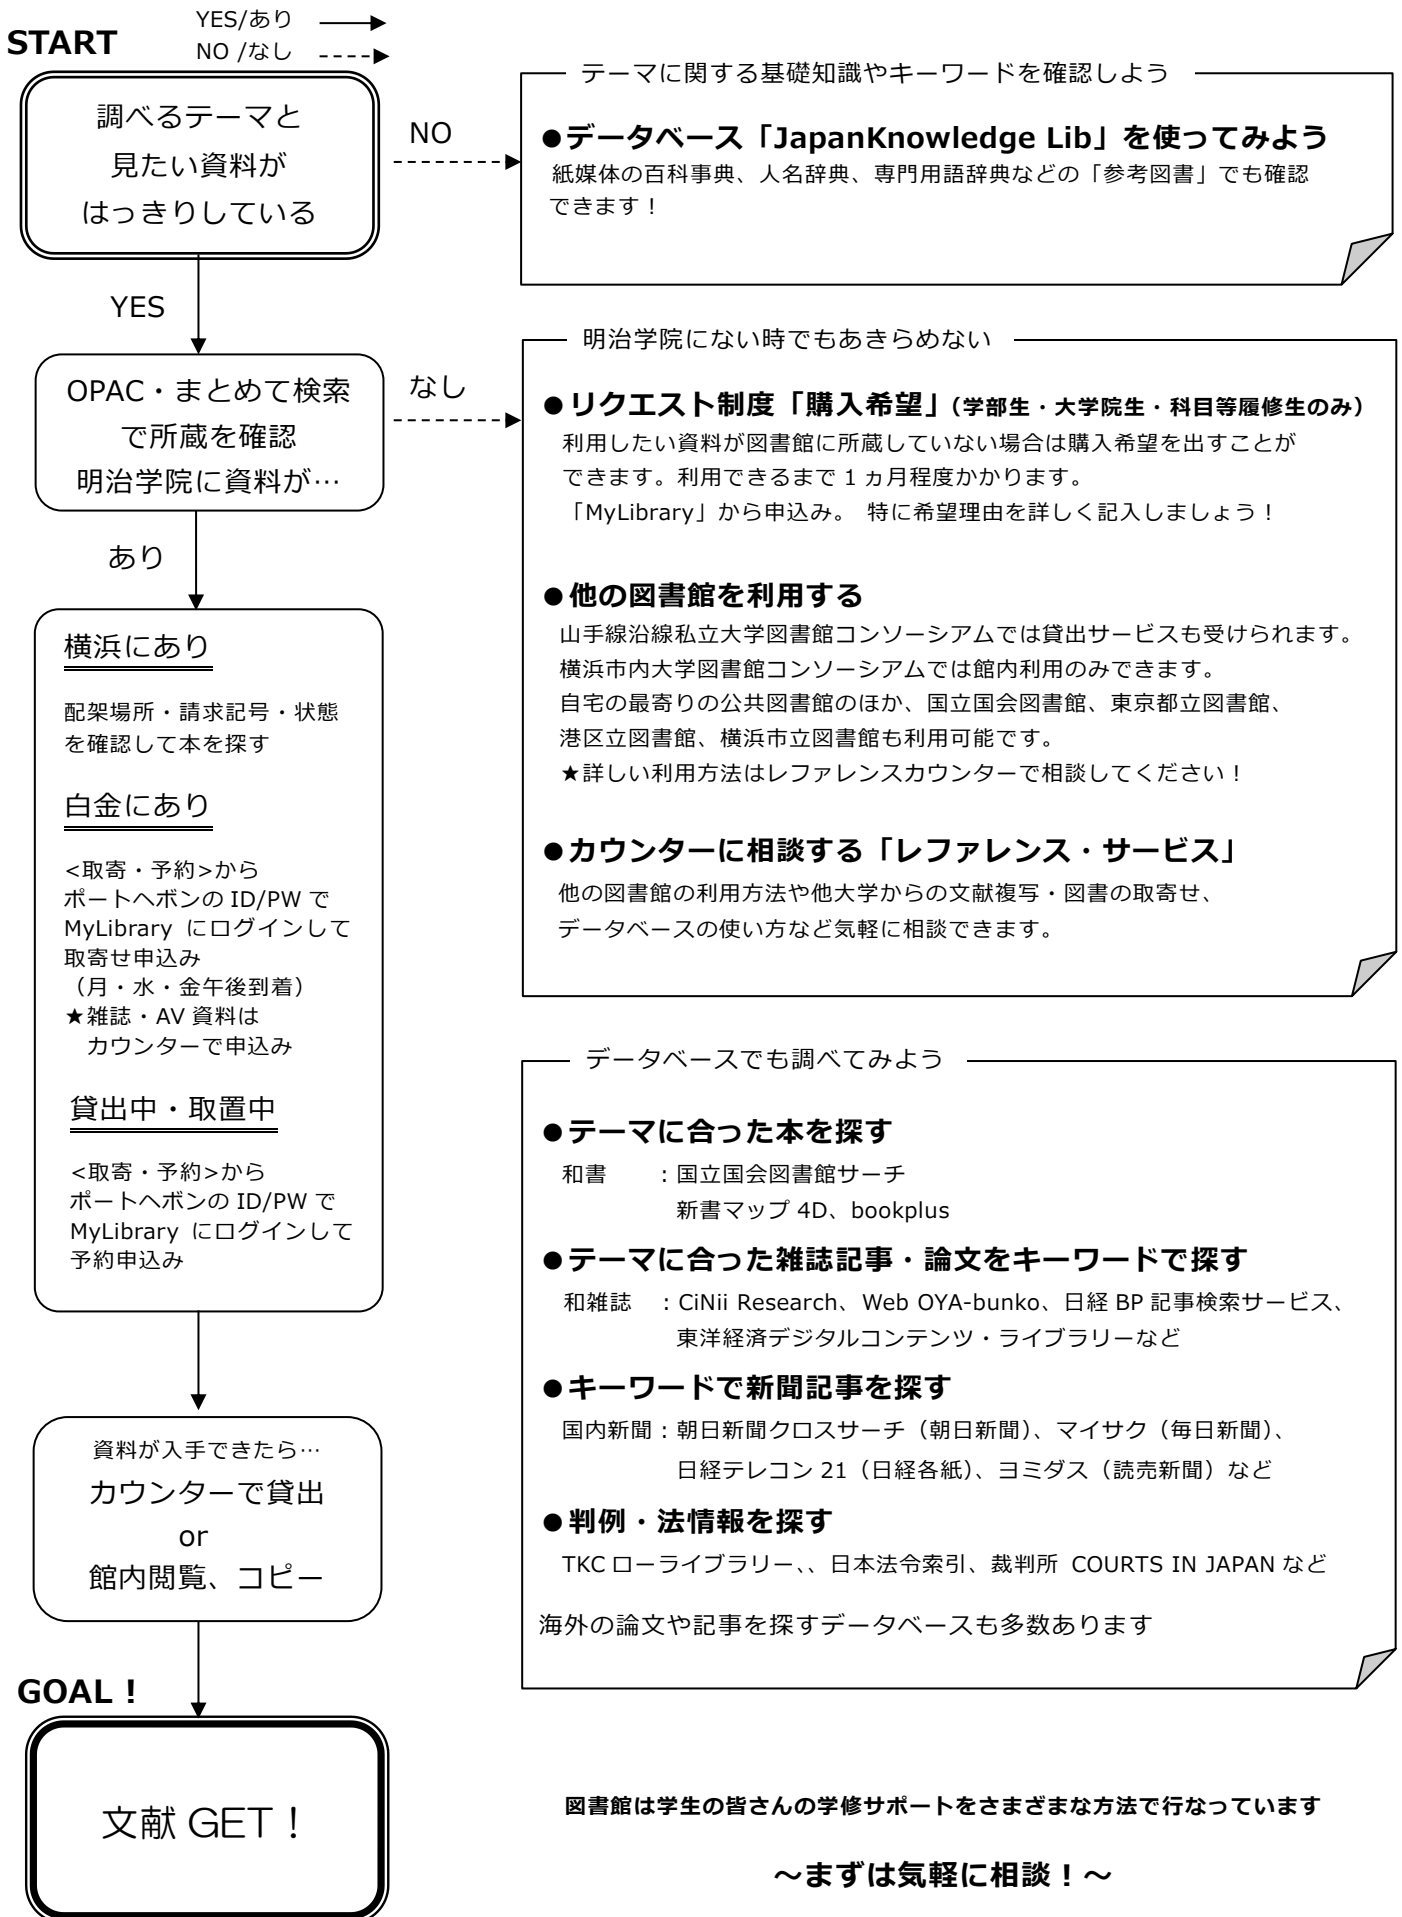 START
YES/あり
NO /なし
調べるテーマと
見たい資料が
はっきりしている
NO
テーマに関する基礎知識やキーワードを確認しよう
●データベース「JapanKnowledge Lib」を使ってみよう
紙媒体の百科事典、人名辞典、専門用語辞典などの「参考図書」でも確認
できます！
YES
OPAC・まとめて検索
で所蔵を確認
明治学院に資料が…
なし
明治学院にない時でもあきらめない
●リクエスト制度「購入希望」(学部生・大学院生・科目等履修生のみ)
利用したい資料が図書館に所蔵していない場合は購入希望を出すことが
できます。利用できるまで 1 ヵ月程度かかります。
「MyLibrary」から申込み。 特に希望理由を詳しく記入しましょう！
●他の図書館を利用する
山手線沿線私立大学図書館コンソーシアムでは貸出サービスも受けられます。
横浜市内大学図書館コンソーシアムでは館内利用のみできます。
自宅の最寄りの公共図書館のほか、国立国会図書館、東京都立図書館、
港区立図書館、横浜市立図書館も利用可能です。
★詳しい利用方法はレファレンスカウンターで相談してください！
●カウンターに相談する「レファレンス・サービス」
他の図書館の利用方法や他大学からの文献複写・図書の取寄せ、
データベースの使い方など気軽に相談できます。
あり
横浜にあり
配架場所・請求記号・状態
を確認して本を探す
白金にあり
<取寄・予約>から
ポートヘボンの ID/PW で
MyLibrary にログインして
取寄せ申込み
（月・水・金午後到着）
★雑誌・AV 資料は
カウンターで申込み
貸出中・取置中
<取寄・予約>から
ポートヘボンの ID/PW で
MyLibrary にログインして
予約申込み
データベースでも調べてみよう
●テーマに合った本を探す
和書 ：国立国会図書館サーチ
新書マップ 4D、bookplus
●テーマに合った雑誌記事・論文をキーワードで探す
和雑誌 ：CiNii Research、Web OYA-bunko、日経 BP 記事検索サービス、
東洋経済デジタルコンテンツ・ライブラリーなど
●キーワードで新聞記事を探す
国内新聞：朝日新聞クロスサーチ（朝日新聞）、マイサク（毎日新聞）、
日経テレコン 21（日経各紙）、ヨミダス（読売新聞）など
●判例・法情報を探す
TKC ローライブラリー、、日本法令索引、裁判所 COURTS IN JAPAN など
海外の論文や記事を探すデータベースも多数あります
資料が入手できたら…
カウンターで貸出
or
館内閲覧、コピー
GOAL！
文献 GET！
図書館は学生の皆さんの学修サポートをさまざまな方法で行なっています
～まずは気軽に相談！～